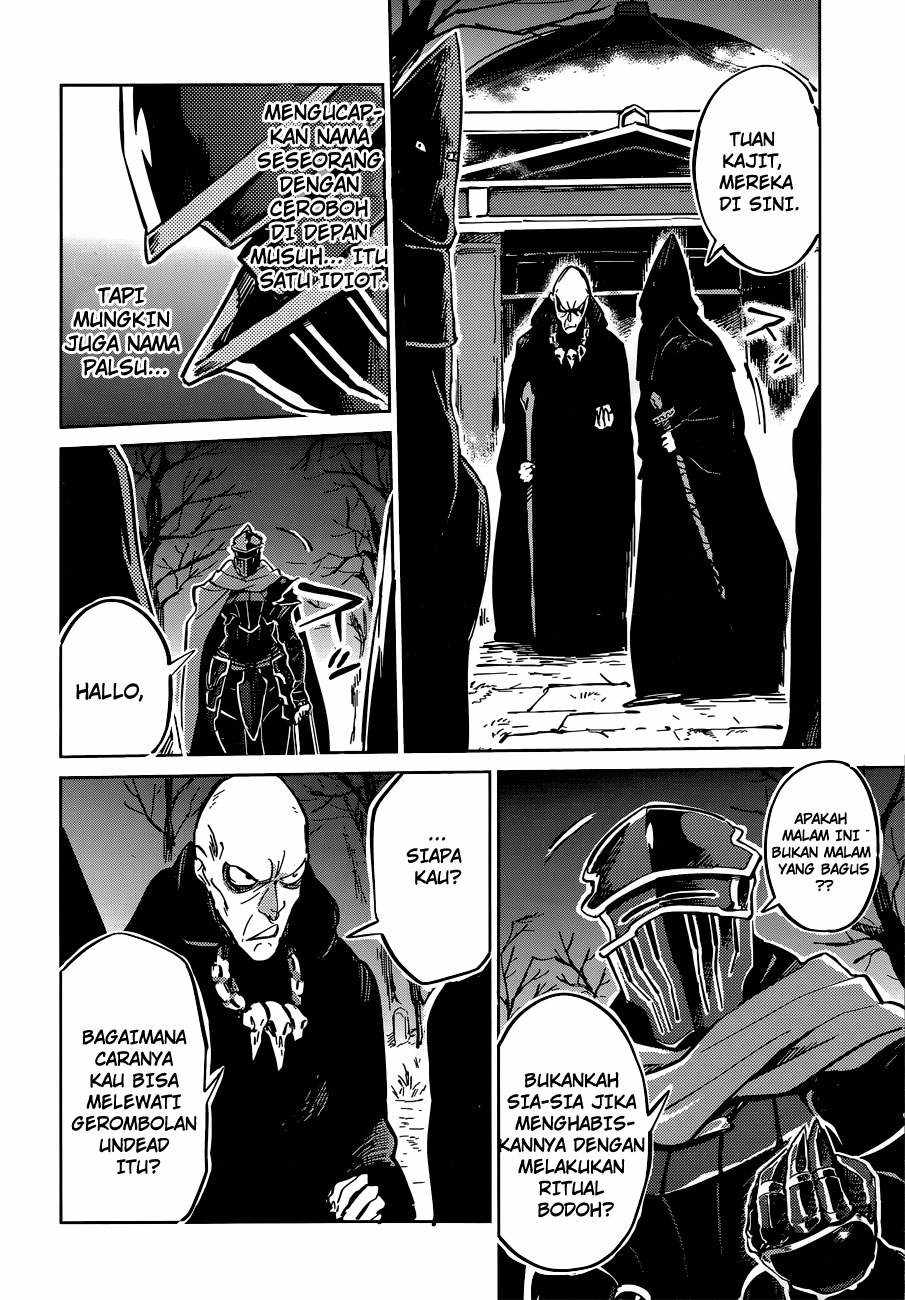 TUAN
KAJIT,
MEREKA
DI SINI.
MENGUCAP-
KAN NAMA
SESEORANG
DENGAN
CEROBOH
DI DEPAN
MUSUH... ITU
SATU IDIOT.
TAPI
MUNGKIN
JUGA NAMA
PALSU...
HALLO,
APAKAH
MALAM INI
BUKAN MALAM
YANG BAGUS
??
BUKANKAH
SIA-SIA JIKA
MENGHABIS-
KANNYA DENGAN
MELAKUKAN
RITUAL
BODOH?
...
SIAPA
KAU?
BAGAIMANA
CARANYA
KAU BISA
MELEWATI
GEROMBOLAN
UNDEAD
ITU?